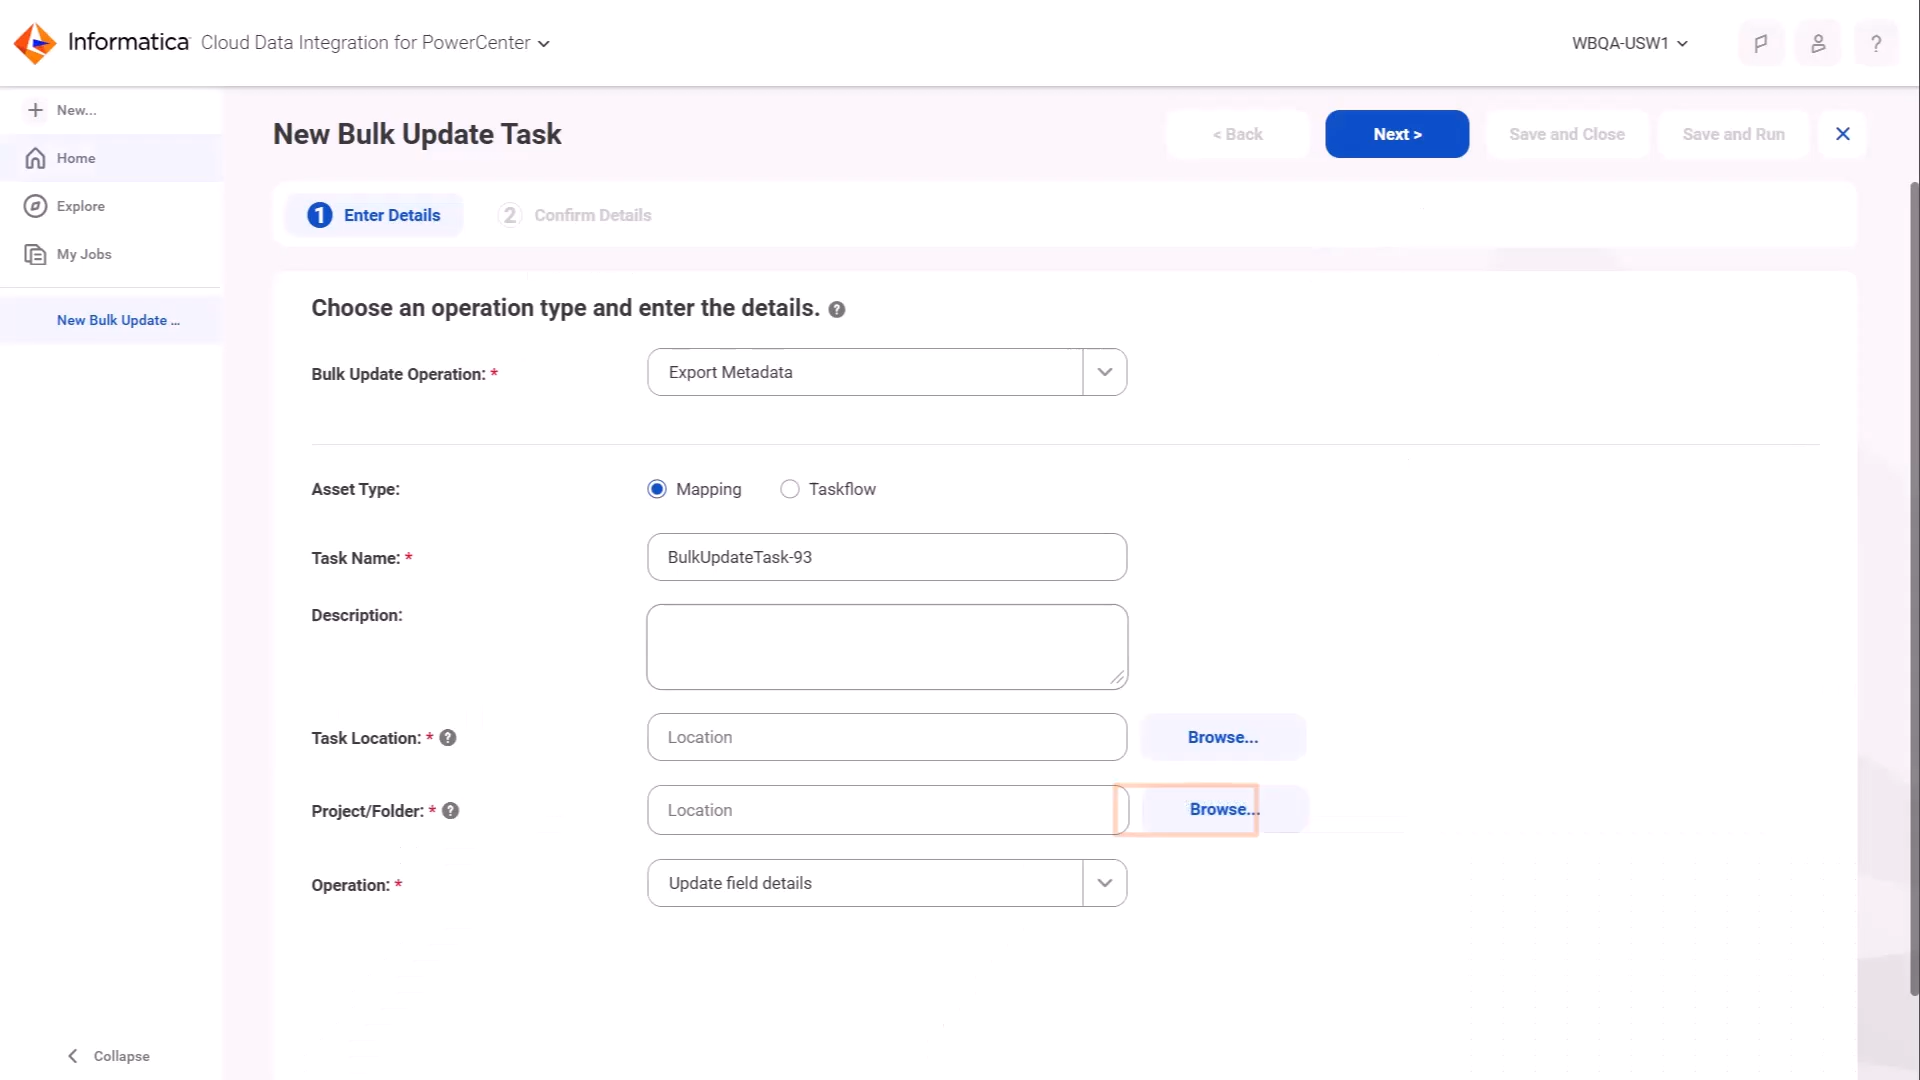 Informatica Cloud Data Integration for PowerCenter
WBQA-USW1
?
New...
Home
Explore
My Jobs
New Bulk Update ...
Collapse
New Bulk Update Task
< Back
Next >
Save and Close
Save and Run
1 Enter Details
2 Confirm Details
Choose an operation type and enter the details. ?
Bulk Update Operation: * Export Metadata
Asset Type: Mapping Taskflow
Task Name: * BulkUpdateTask-93
Description:
Task Location: * ? Location Browse...
Project/Folder: * ? Location Browse...
Operation: * Update field details